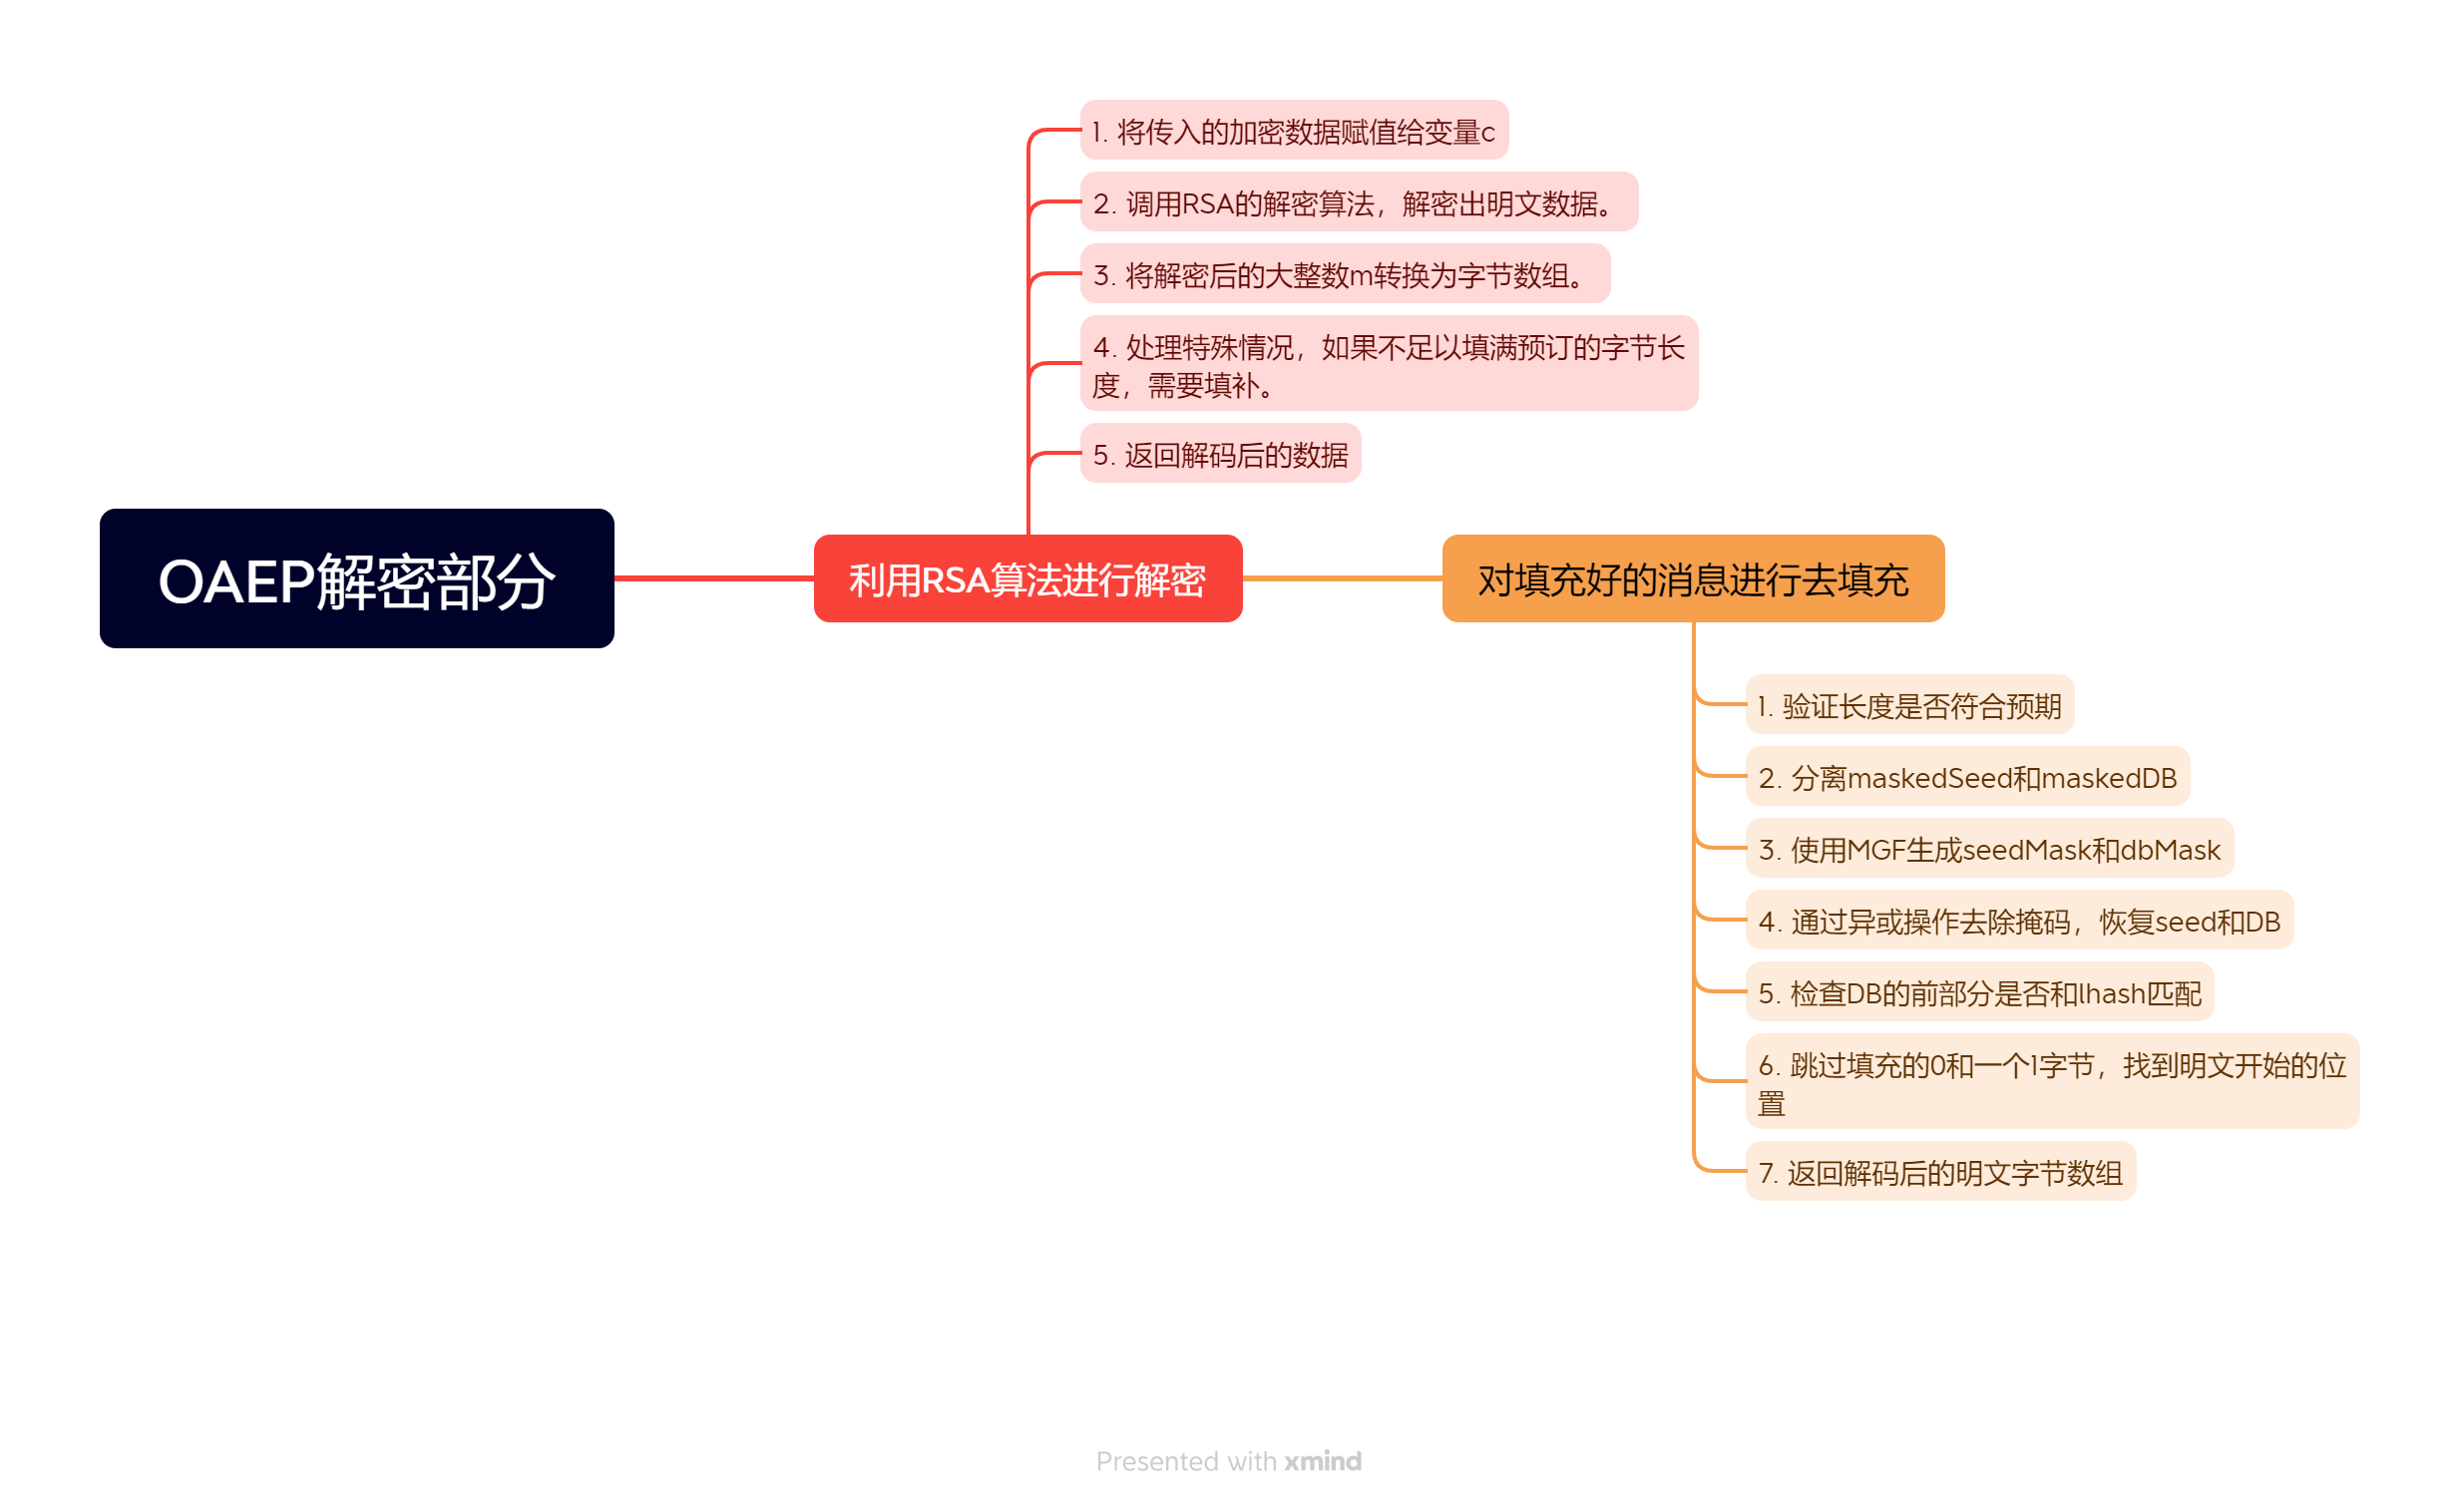 OAEP解密部分
利用RSA算法进行解密
1. 将传入的加密数据赋值给变量c
2. 调用RSA的解密算法，解密出明文数据。
3. 将解密后的大整数m转换为字节数组。
4. 处理特殊情况，如果不足以填满预订的字节长
度，需要填补。
5. 返回解码后的数据
对填充好的消息进行去填充
1. 验证长度是否符合预期
2. 分离maskedSeed和maskedDB
3. 使用MGF生成seedMask和dbMask
4. 通过异或操作去除掩码，恢复seed和DB
5. 检查DB的前部分是否和lhash匹配
6. 跳过填充的0和一个1字节，找到明文开始的位
置
7. 返回解码后的明文字节数组
Presented with xmind